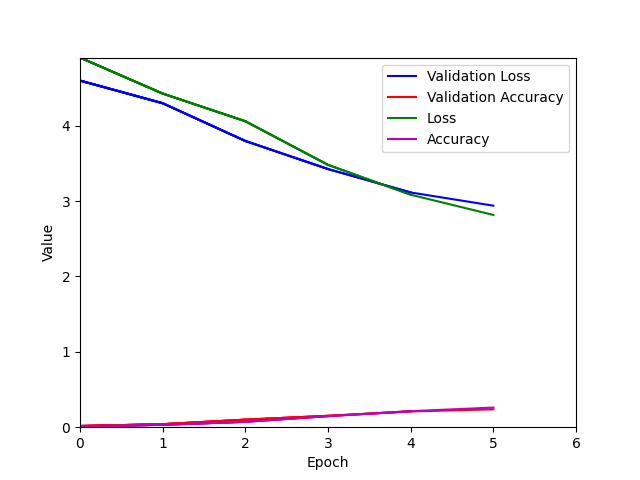 Validation Loss
Validation Accuracy
Loss
Accuracy
4
3
2
1
0
Value
0 1 2 3 4 5 6
Epoch